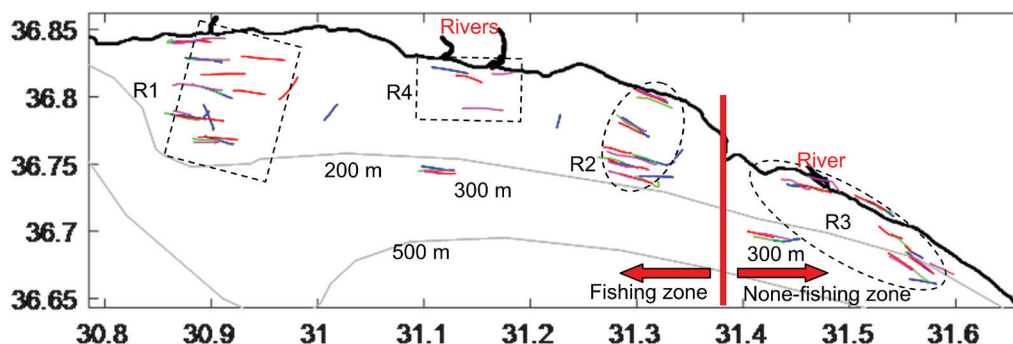 36.85
36.8
36.75
36.7
36.65
Rivers
R1
R4
R2
River
200 m
300 m
R3
500 m
300 m
Fishing zone
None-fishing zone
30.8 30.9 31 31.1 31.2 31.3 31.4 31.5 31.6